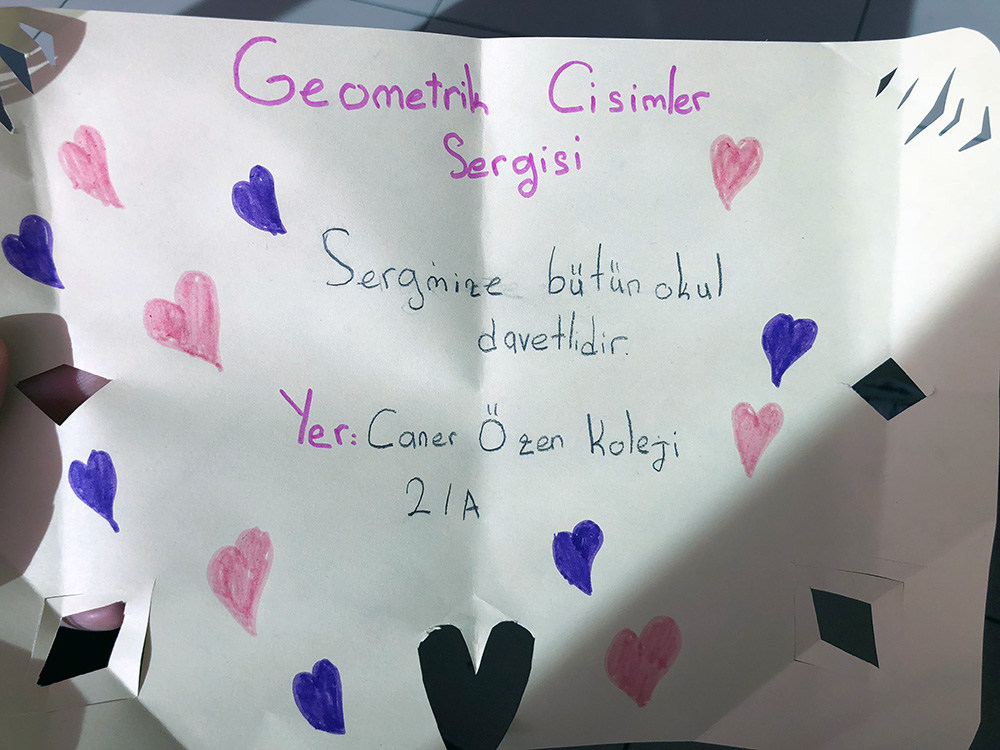 Geometrik Cisimler
Sergisi
Sergmize bütün okul
davetlidir.
Yer: Caner Özen Koleji
2/A